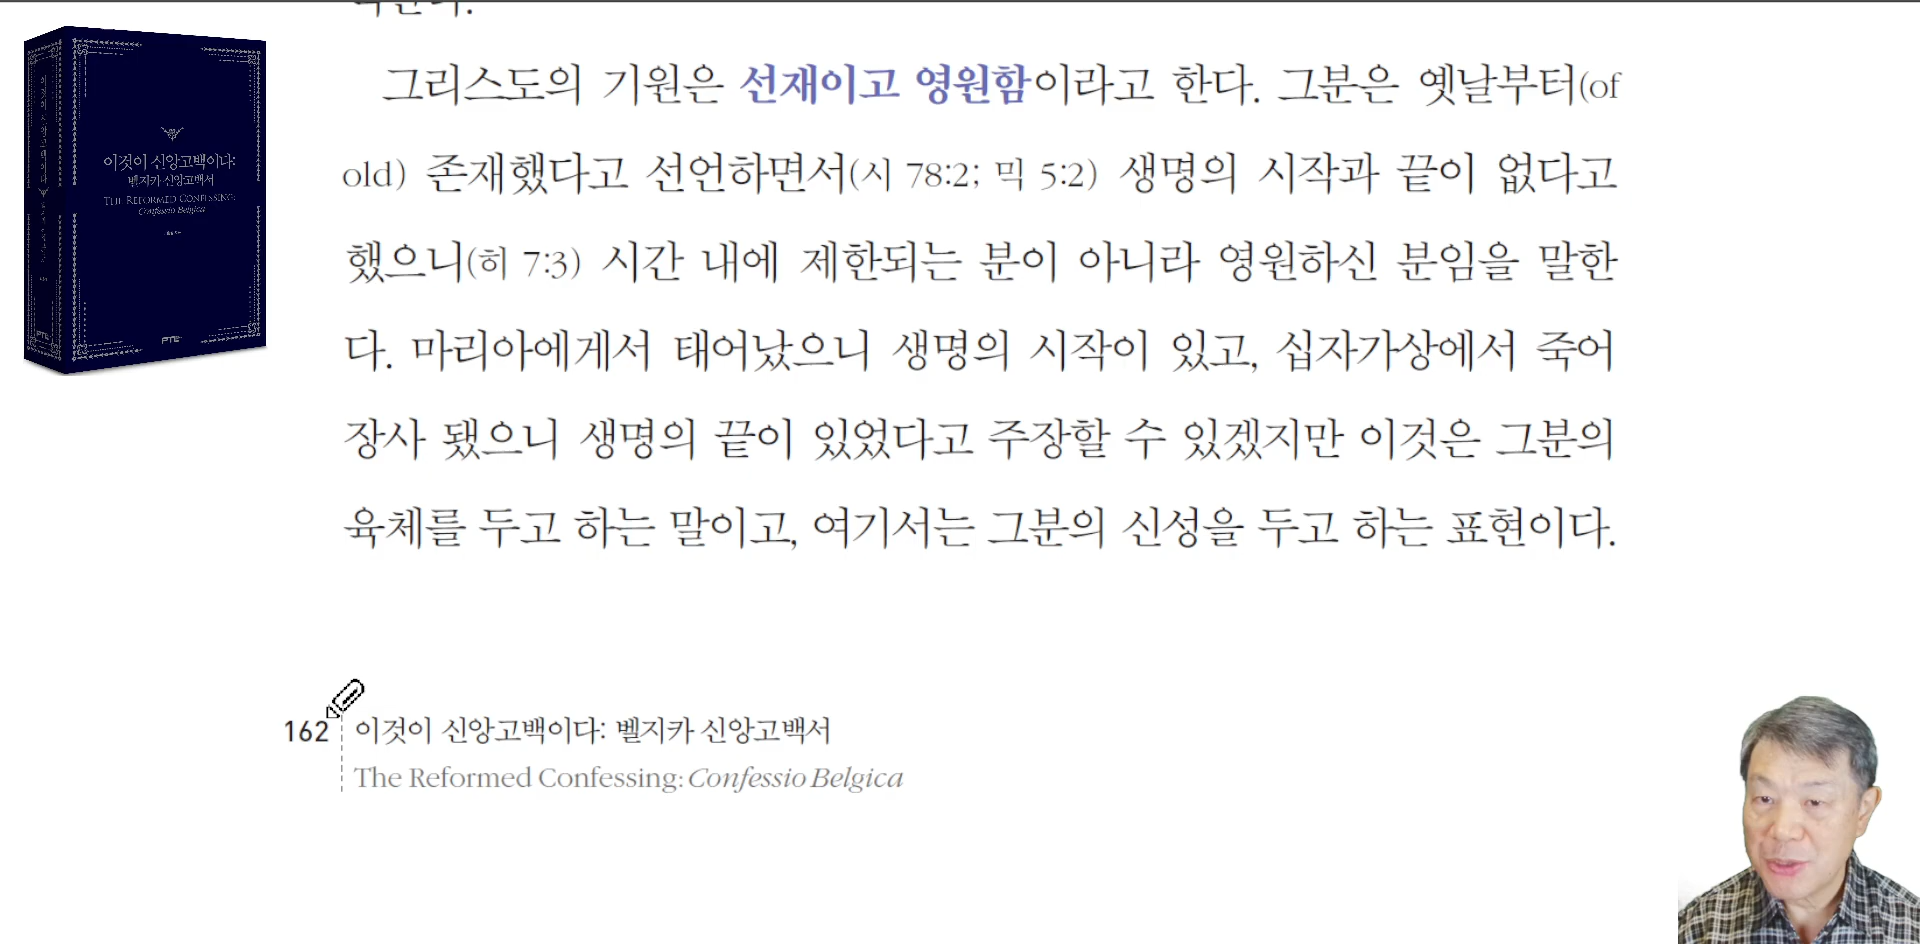 이것이 신앙고백이다:
벨지카 신앙고백서
THE REFORMED CONFESSING:
Confessio Belgica
그리스도의 기원은 선재이고 영원함이라고 한다. 그분은 옛날부터(of
old) 존재했다고 선언하면서(시 78:2; 믹 5:2) 생명의 시작과 끝이 없다고
했으니(히 7:3) 시간 내에 제한되는 분이 아니라 영원하신 분임을 말한
다. 마리아에게서 태어났으니 생명의 시작이 있고, 십자가상에서 죽어
장사 됐으니 생명의 끝이 있었다고 주장할 수 있겠지만 이것은 그분의
육체를 두고 하는 말이고, 여기서는 그분의 신성을 두고 하는 표현이다.
162 이것이 신앙고백이다: 벨지카 신앙고백서
The Reformed Confessing: Confessio Belgica